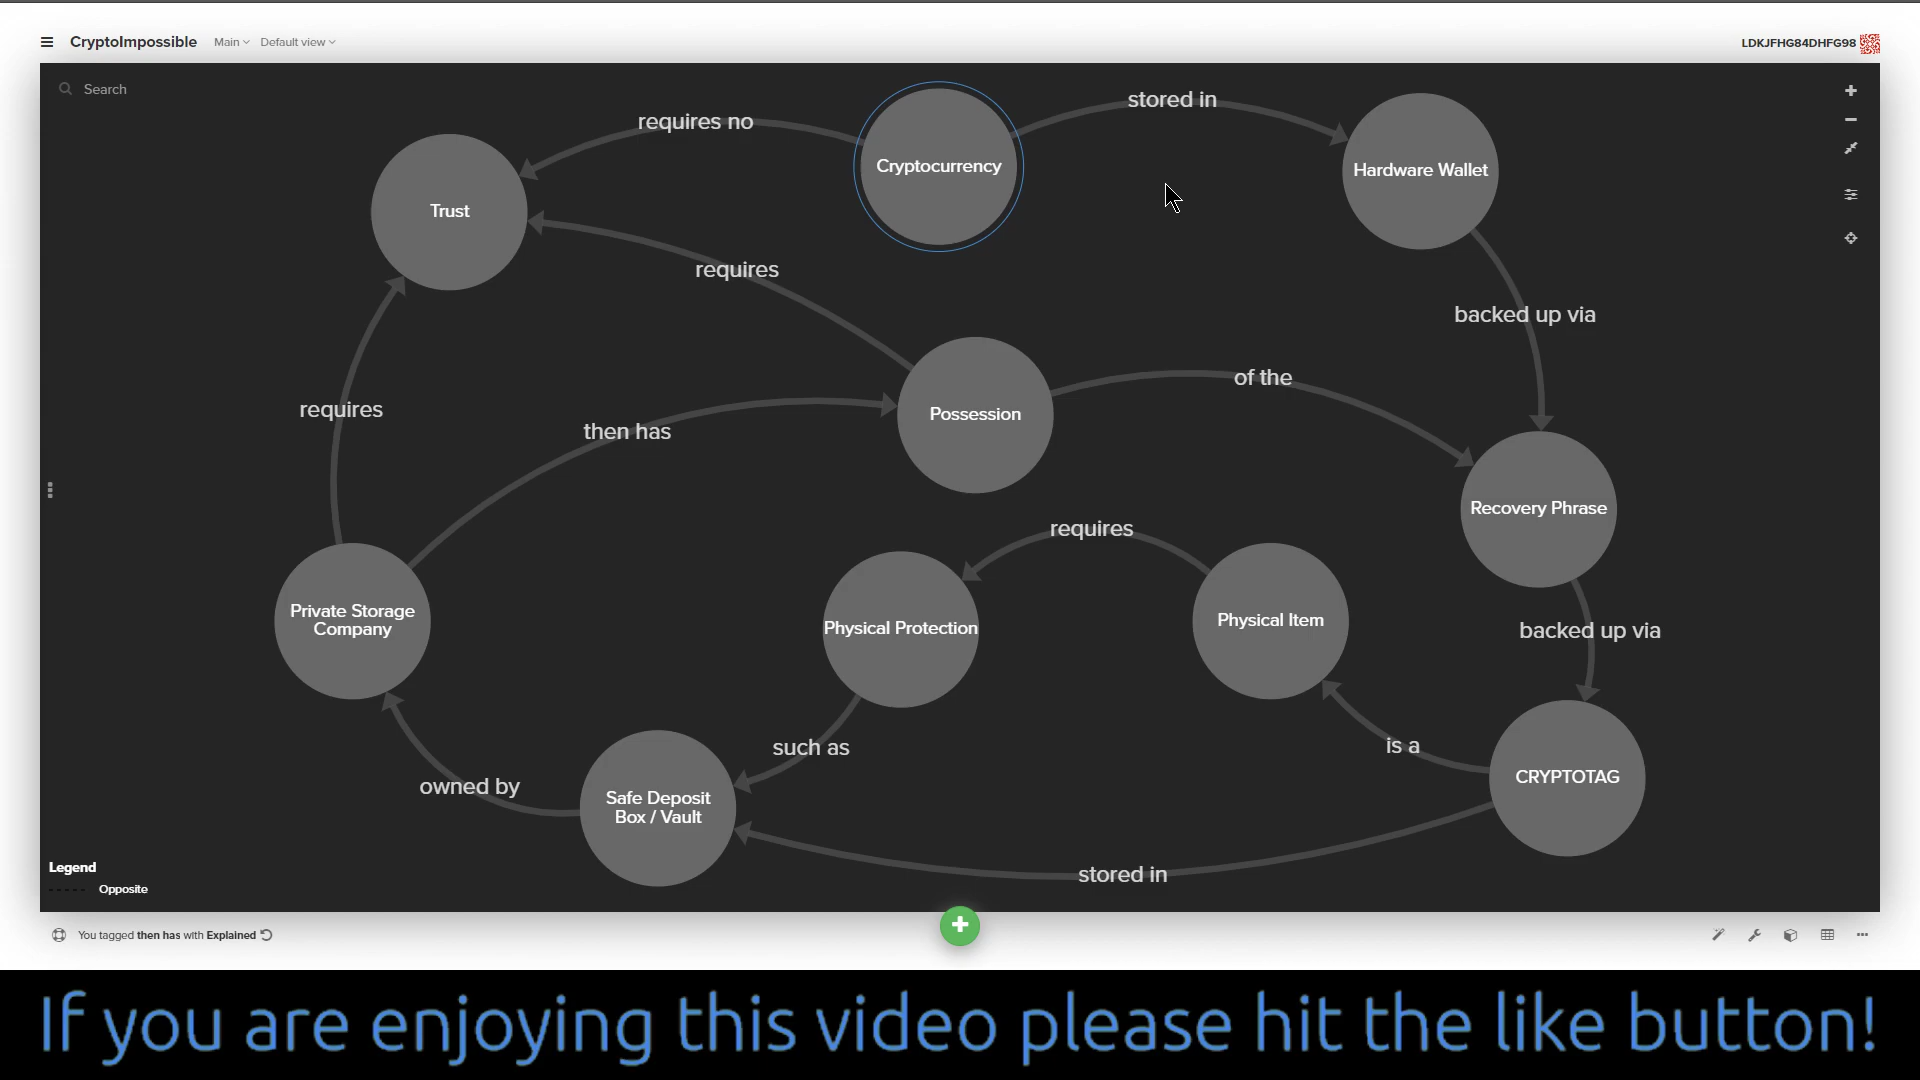 CryptoImpossible Main Default view LDKJFHG84DHFG98
Search
stored in
requires no
Cryptocurrency
Hardware Wallet
Trust
requires
backed up via
of the
requires
then has
Possession
Recovery Phrase
requires
Private Storage
Company
Physical Protection
Physical Item
backed up via
such as
is a
owned by
Safe Deposit
Box / Vault
CRYPTOTAG
stored in
Legend
Opposite
You tagged then has with Explained
If you are enjoying this video please hit the like button!